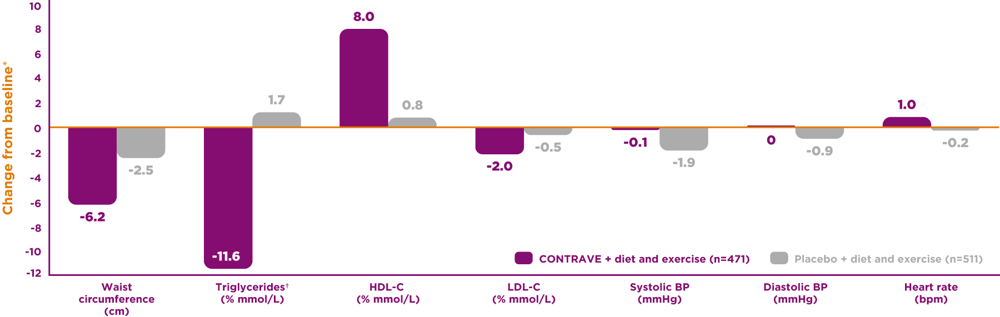 Change from baseline*
10
8
6
4
2
0
-2
-4
-6
-8
-10
-12
-6.2
-2.5
-11.6
1.7
8.0
0.8
-2.0
-0.5
-0.1
-1.9
0
-0.9
1.0
-0.2
CONTRAVE + diet and exercise (n=471)
Placebo + diet and exercise (n=511)
Waist
circumference
(cm)
Triglycerides†
(% mmol/L)
HDL-C
(% mmol/L)
LDL-C
(% mmol/L)
Systolic BP
(mmHg)
Diastolic BP
(mmHg)
Heart rate
(bpm)